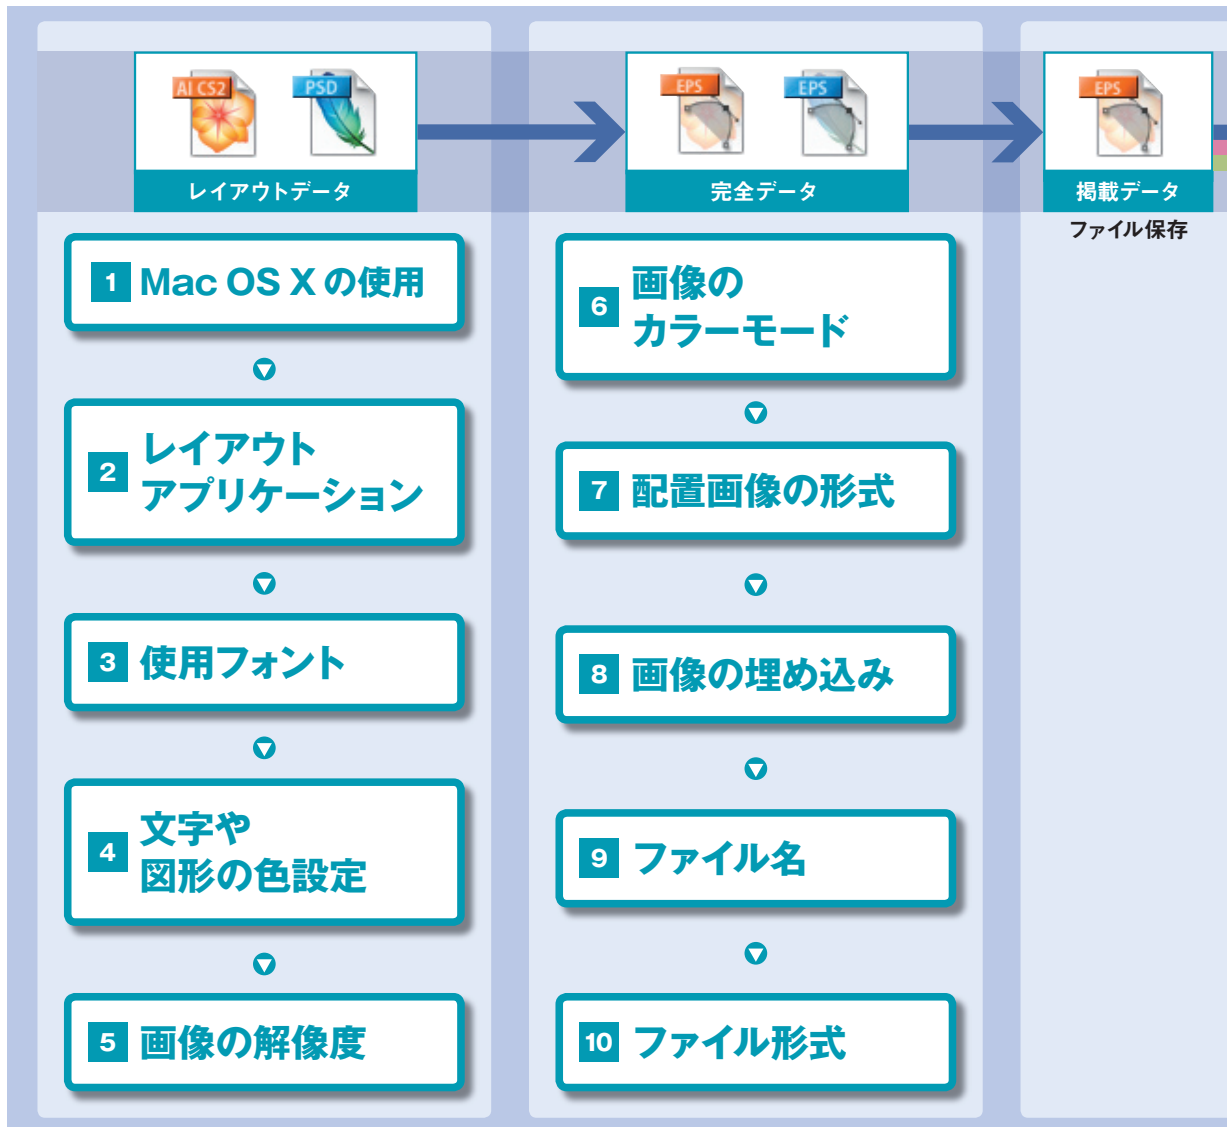 AI CS2
PSD
レイアウトデータ
EPS
EPS
完全データ
EPS
掲載データ
ファイル保存
1 Mac OS X の使用
2 レイアウト
アプリケーション
3 使用フォント
4 文字や
図形の色設定
5 画像の解像度
6 画像の
カラーモード
7 配置画像の形式
8 画像の埋め込み
9 ファイル名
10 ファイル形式